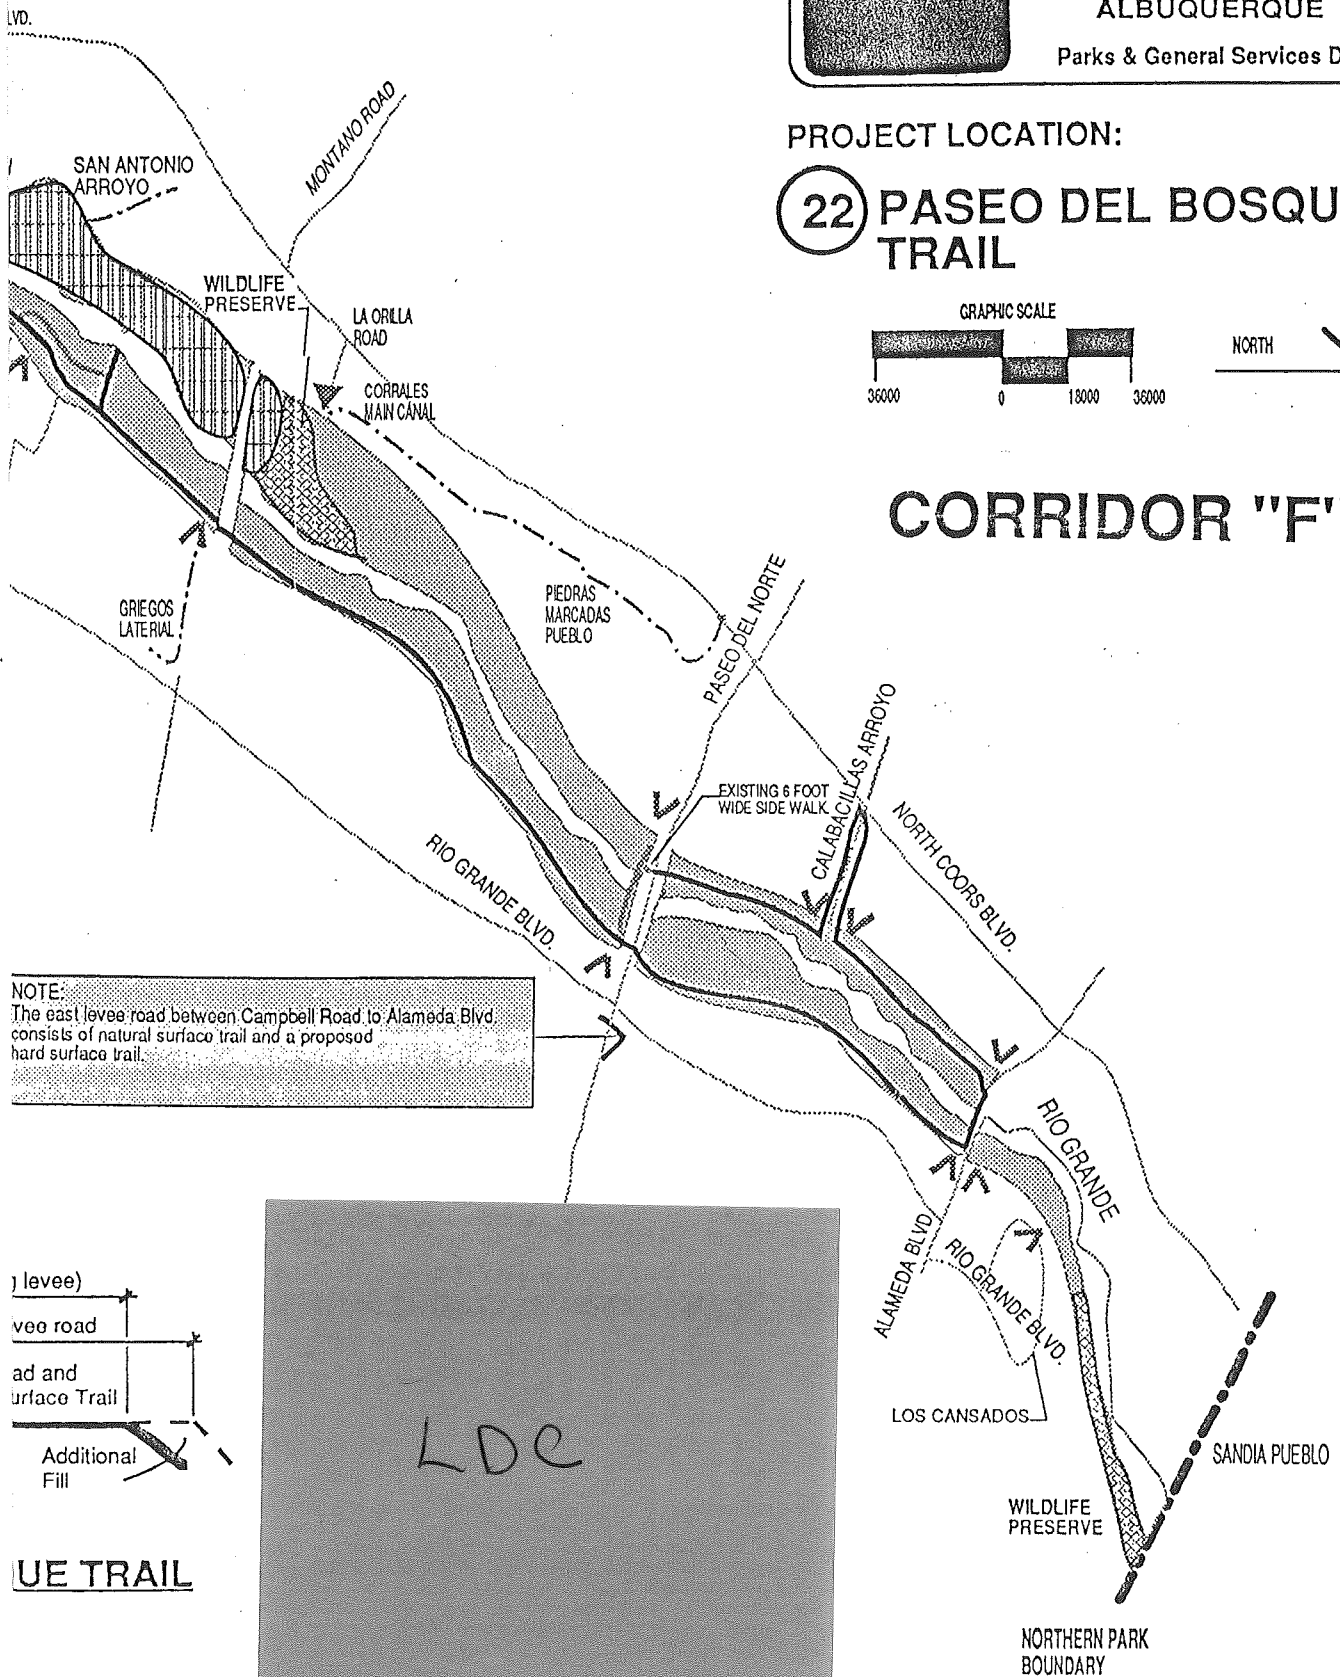 LVD.
ALBUQUERQUE
Parks & General Services D
PROJECT LOCATION:
22 PASEO DEL BOSQU
TRAIL
GRAPHIC SCALE
36000 0 18000 36000
NORTH
CORRIDOR "F"
MONTANO ROAD
SAN ANTONIO
ARROYO
WILDLIFE
PRESERVE
LA ORILLA
ROAD
CORRALES
MAIN CANAL
GRIEGOS
LATERIAL
PIEDRAS
MARCADAS
PUEBLO
PASEO DEL NORTE
EXISTING 6 FOOT
WIDE SIDE WALK
CALABACILLAS ARROYO
NORTH COORS BLVD.
RIO GRANDE BLVD.
NOTE:
The east levee road between Campbell Road to Alameda Blvd.
consists of natural surface trail and a proposed
hard surface trail.
RIO GRANDE
ALAMEDA BLVD.
RIO GRANDE BLVD.
LOS CANSADOS
SANDIA PUEBLO
WILDLIFE
PRESERVE
NORTHERN PARK
BOUNDARY
g levee)
vee road
ad and
urface Trail
Additional
Fill
UE TRAIL
LDC